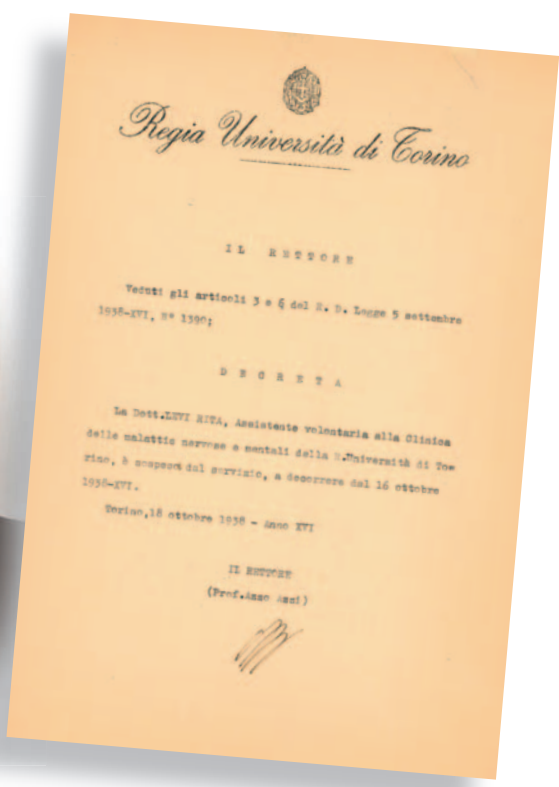 Regia Università di Torino
IL RETTORE
Veduti gli articoli 3 e 6 del R. D. Legge 5 settembre
1938-XVI, N° 1390;
DECRETA
La Dott.LEVI RITA, Assistente volontaria alla Clinica
delle malattie nervose e mentali della R.Università di To=
rino, è sospesa dal servizio, a decorrere dal 16 ottobre
1938-XVI.
Torino,18 ottobre 1938 - Anno XVI
IL RETTORE
(Prof.Azzo Azzi)